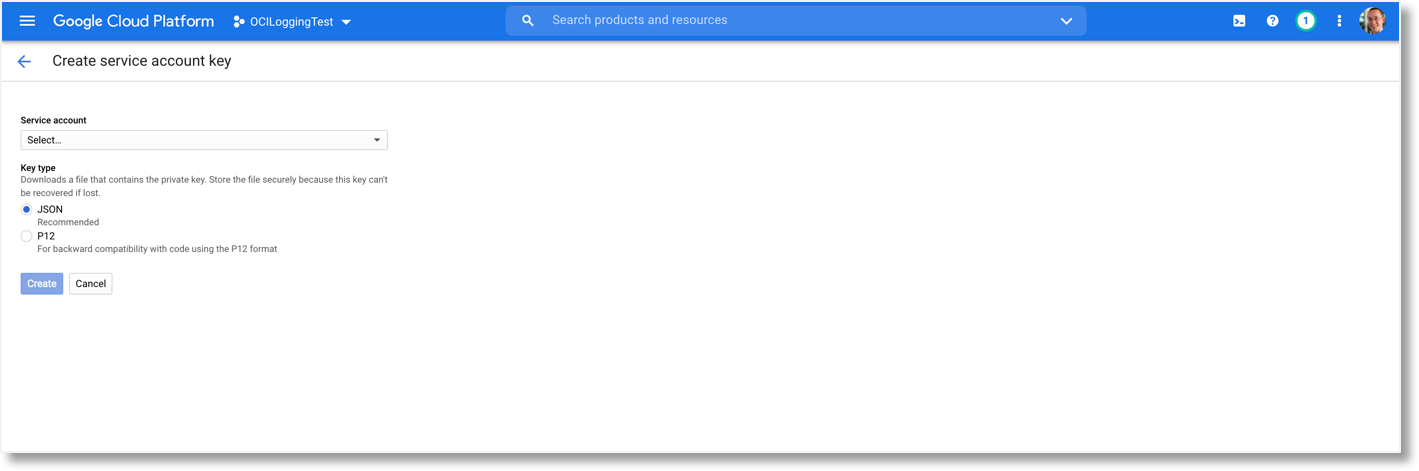 Google Cloud Platform
OCILoggingTest
Search products and resources
1
Create service account key
Service account
Select...
Key type
Downloads a file that contains the private key. Store the file securely because this key can't
be recovered if lost.
JSON
Recommended
P12
For backward compatibility with code using the P12 format
Create
Cancel